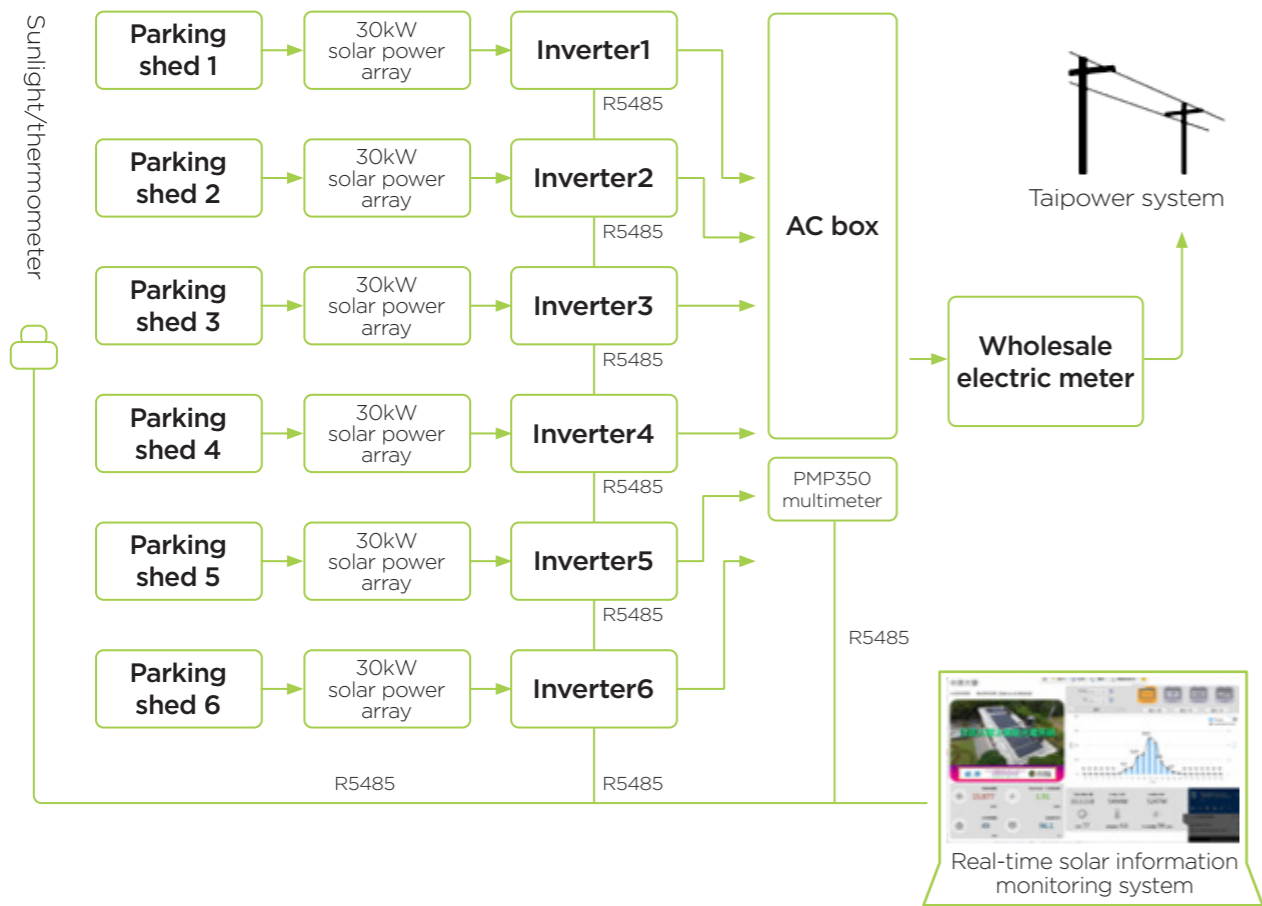 Sunlight/thermometer
Parking
shed 1
30kW
solar power
array
Inverter1
R5485
Parking
shed 2
30kW
solar power
array
Inverter2
R5485
Parking
shed 3
30kW
solar power
array
Inverter3
R5485
Parking
shed 4
30kW
solar power
array
Inverter4
R5485
Parking
shed 5
30kW
solar power
array
Inverter5
R5485
Parking
shed 6
30kW
solar power
array
Inverter6
R5485
R5485
AC box
PMP350
multimeter
R5485
Wholesale
electric meter
Taipower system
Real-time solar information
monitoring system